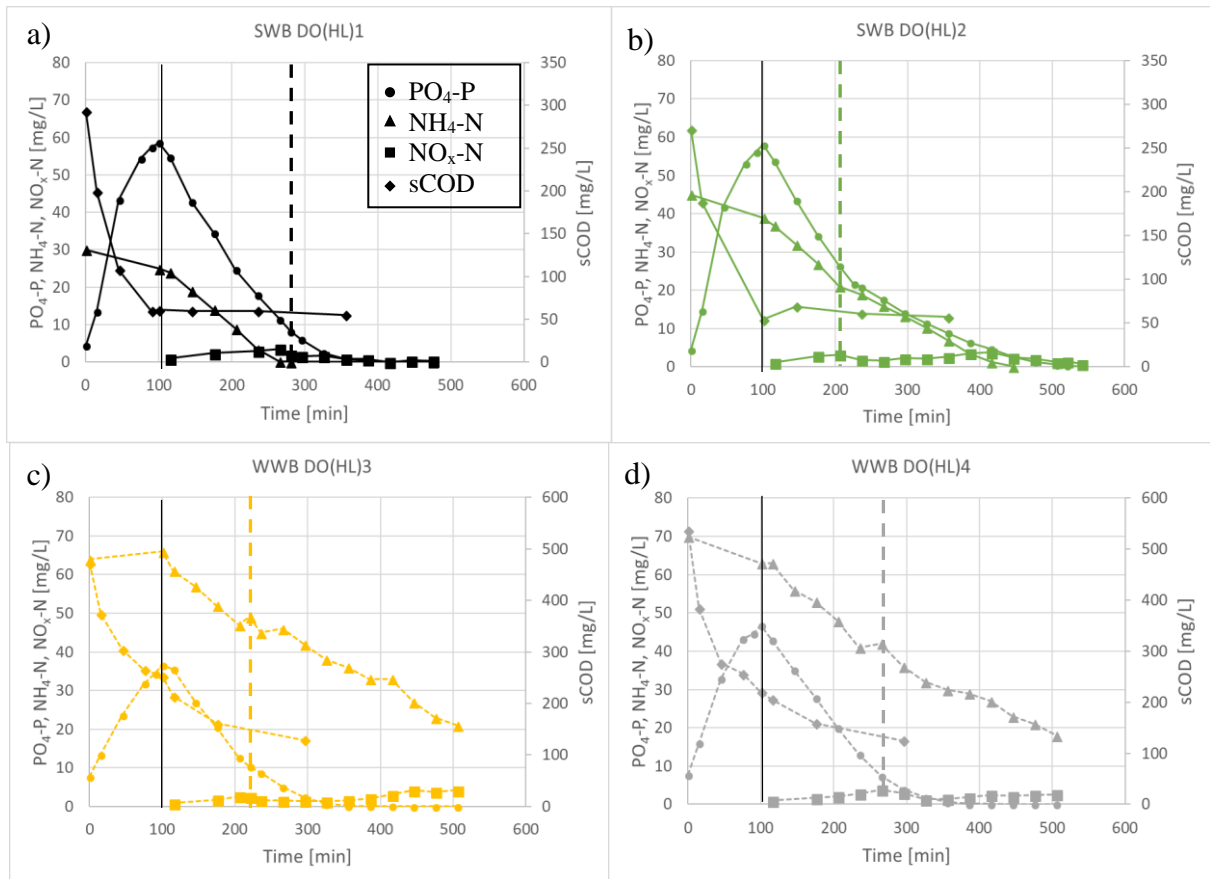 a)
SWB DO(HL)1
PO₄-P, NH₄-N, NOₓ-N [mg/L]
80
70
60
50
40
30
20
10
0
350
300
250
200
150
100
50
0
sCOD [mg/L]
PO₄-P
NH₄-N
NOₓ-N
sCOD
0 100 200 300 400 500
Time [min]
b)
SWB DO(HL)2
PO₄-P, NH₄-N, NOₓ-N [mg/L]
80
70
60
50
40
30
20
10
0
350
300
250
200
150
100
50
0
sCOD [mg/L]
0 100 200 300 400 500 600
Time [min]
c)
WWB DO(HL)3
PO₄-P, NH₄-N, NOₓ-N [mg/L]
80
70
60
50
40
30
20
10
0
600
500
400
300
200
100
0
sCOD [mg/L]
0 100 200 300 400 500 600
Time [min]
d)
WWB DO(HL)4
PO₄-P, NH₄-N, NOₓ-N [mg/L]
80
70
60
50
40
30
20
10
0
600
500
400
300
200
100
0
sCOD [mg/L]
0 100 200 300 400 500 600
Time [min]